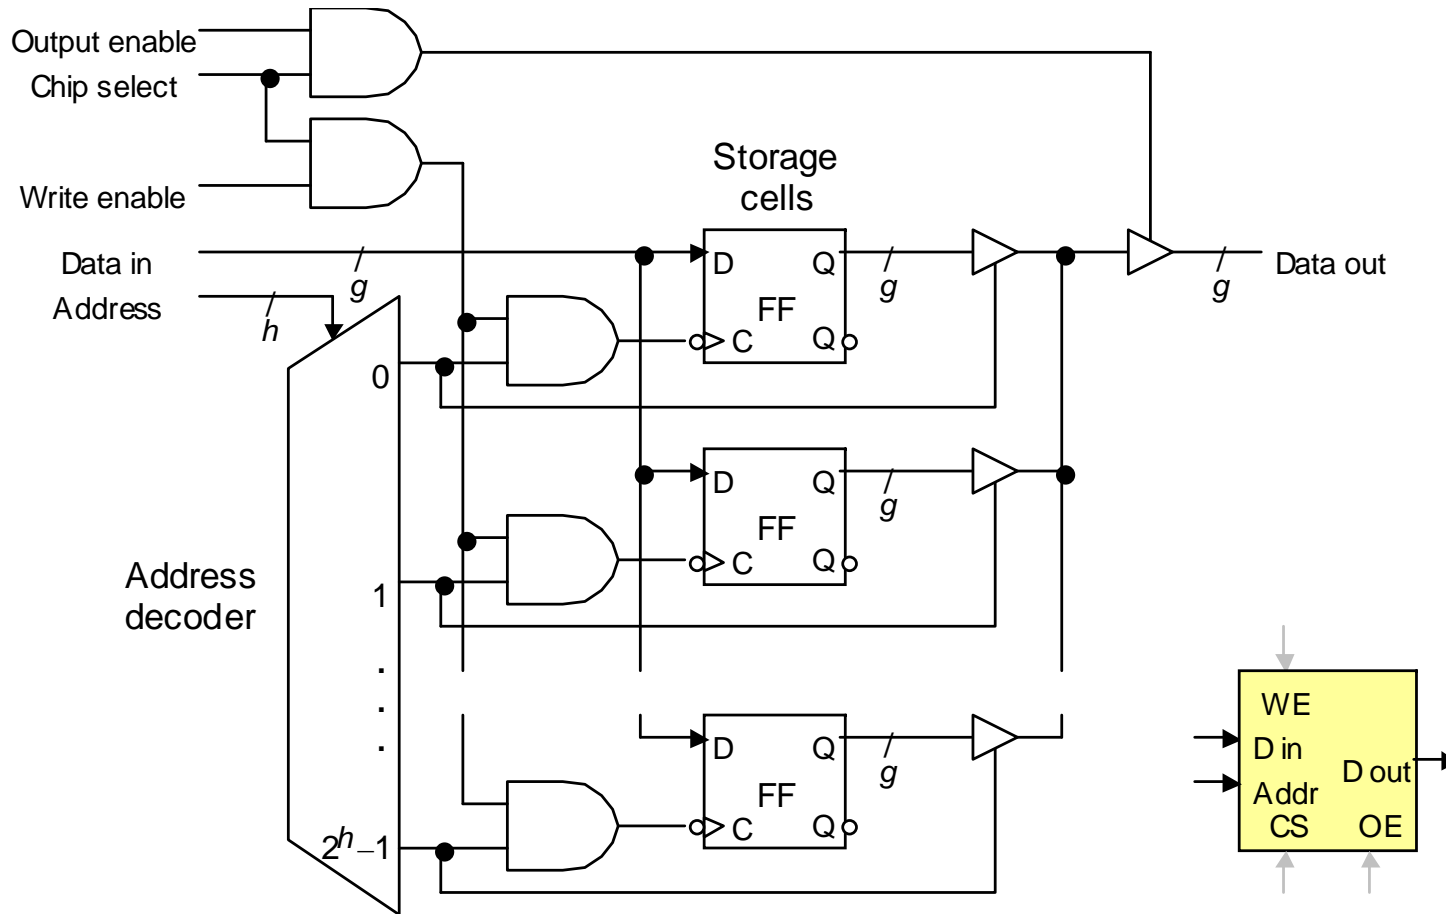 Output enable
Chip select
Write enable
Data in
Address
g
h
Storage
cells
D
Q
FF
C
Q
g
Data out
g
0
D
Q
FF
C
Q
g
1
Address
decoder
.
.
.
D
Q
FF
C
Q
g
2^h–1
WE
D in
D out
Addr
CS
OE